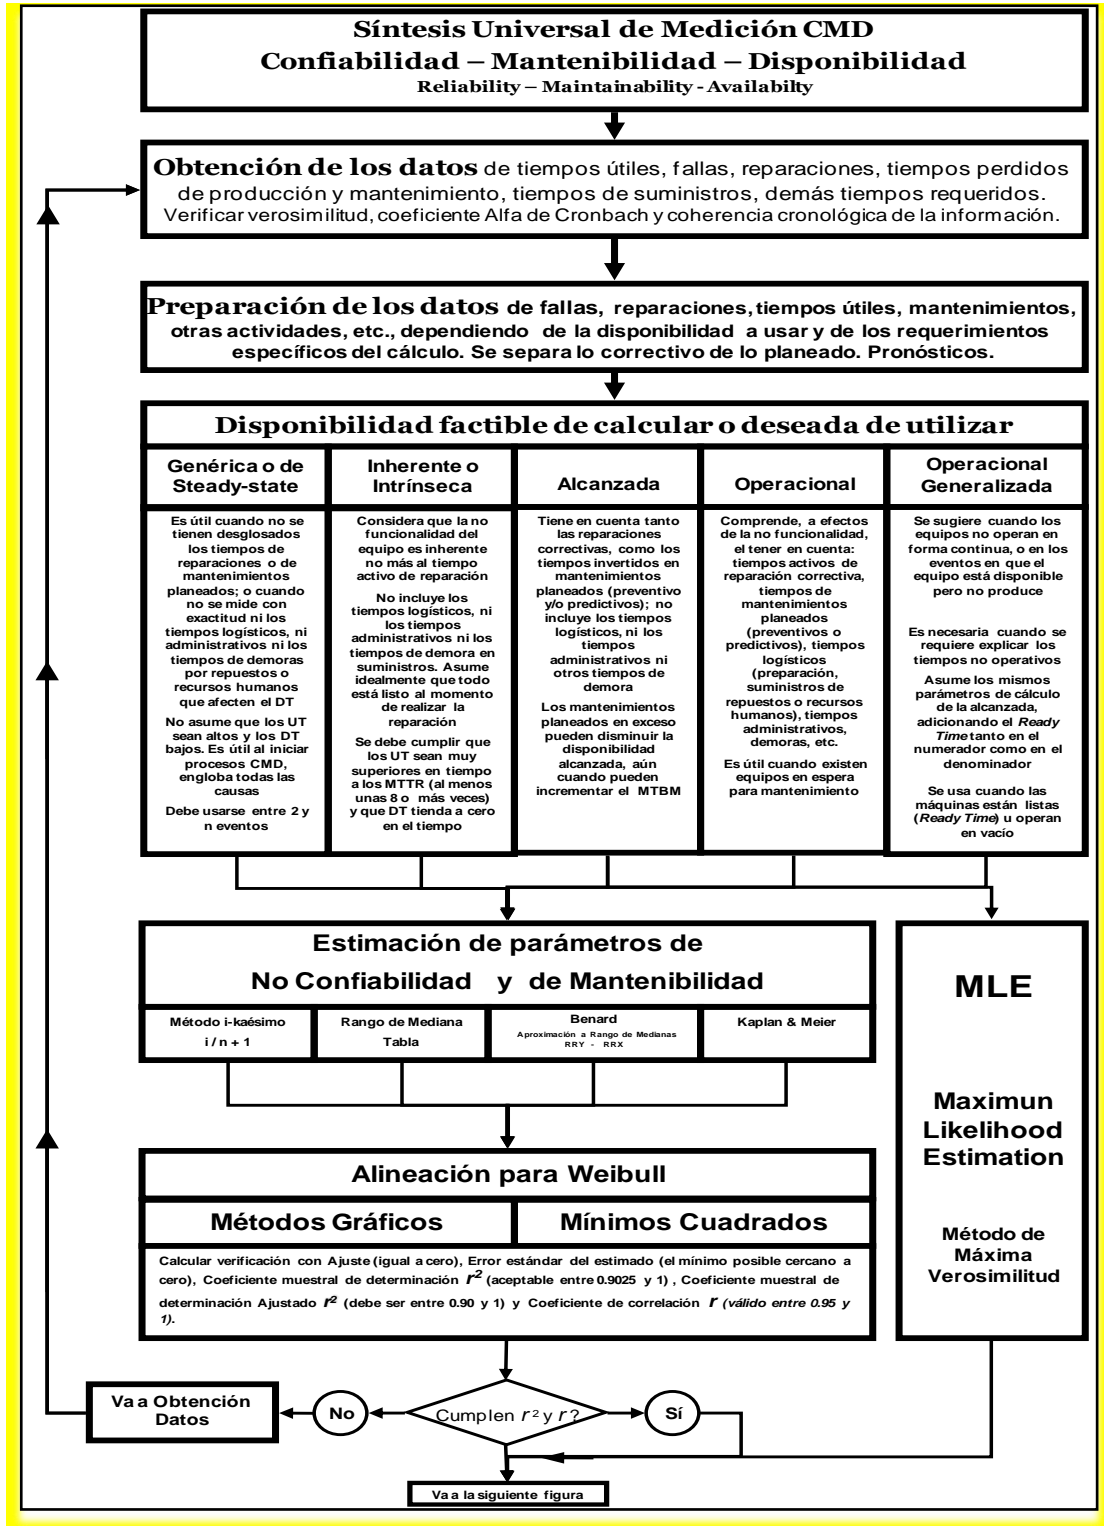 Síntesis Universal de Medición CMD
Confiabilidad – Mantenibilidad – Disponibilidad
Reliability – Maintainability - Availabilty
Obtención de los datos de tiempos útiles, fallas, reparaciones, tiempos perdidos
de producción y mantenimiento, tiempos de suministros, demás tiempos requeridos.
Verificar verosimilitud, coeficiente Alfa de Cronbach y coherencia cronológica de la información.
Preparación de los datos de fallas, reparaciones, tiempos útiles, mantenimientos,
otras actividades, etc., dependiendo de la disponibilidad a usar y de los requerimientos
específicos del cálculo. Se separa lo correctivo de lo planeado. Pronósticos.
Disponibilidad factible de calcular o deseada de utilizar
Genérica o de
Steady-state
Es útil cuando no se
tienen desglosados
los tiempos de
reparaciones o de
mantenimientos
planeados; o cuando
no se mide con
exactitud ni los
tiempos logísticos, ni
administrativos ni los
tiempos de demoras
por repuestos o
recursos humanos
que afecten el DT
No asume que los UT
sean altos y los DT
bajos. Es útil al iniciar
procesos CMD,
engloba todas las
causas
Debe usarse entre 2 y
n eventos
Inherente o
Intrínseca
Considera que la no
funcionalidad del
equipo es inherente
no más al tiempo
activo de reparación
No incluye los
tiempos logísticos, ni
los tiempos
administrativos ni los
tiempos de demora en
suministros. Asume
idealmente que todo
está listo al momento
de realizar la
reparación
Se debe cumplir que
los UT sean muy
superiores en tiempo
a los MTTR (al menos
unas 8 o más veces)
y que DT tienda a cero
en el tiempo
Alcanzada
Tiene en cuenta tanto
las reparaciones
correctivas, como los
tiempos invertidos en
mantenimientos
planeados (preventivo
y/o predictivos); no
incluye los tiempos
logísticos, ni los
tiempos
administrativos ni
otros tiempos de
demora
Los mantenimientos
planeados en exceso
pueden disminuir la
disponibilidad
alcanzada, aún
cuando pueden
incrementar el MTBM
Operacional
Comprende, a efectos
de la no funcionalidad,
el tener en cuenta:
tiempos activos de
reparación correctiva,
tiempos de
mantenimientos
planeados
(preventivos o
predictivos), tiempos
logísticos
(preparación,
suministros de
repuestos o recursos
humanos), tiempos
administrativos,
demoras, etc.
Es útil cuando existen
equipos en espera
para mantenimiento
Operacional
Generalizada
Se sugiere cuando los
equipos no operan en
forma continua, o en los
eventos en que el
equipo está disponible
pero no produce
Es necesaria cuando se
requiere explicar los
tiempos no operativos
Asume los mismos
parámetros de cálculo
de la alcanzada,
adicionando el Ready
Time tanto en el
numerador como en el
denominador
Se usa cuando las
máquinas están listas
(Ready Time) u operan
en vacío
Estimación de parámetros de
No Confiabilidad y de Mantenibilidad
Método i-kaésimo
i / n + 1
Rango de Mediana
Tabla
Benard
Aproximación a Rango de Medianas
RRY - RRX
Kaplan & Meier
MLE
Maximun
Likelihood
Estimation
Método de
Máxima
Verosimilitud
Alineación para Weibull
Métodos Gráficos
Mínimos Cuadrados
Calcular verificación con Ajuste (igual a cero), Error estándar del estimado (el mínimo posible cercano a
cero), Coeficiente muestral de determinación r² (aceptable entre 0.9025 y 1) , Coeficiente muestral de
determinación Ajustado r² (debe ser entre 0.90 y 1) y Coeficiente de correlación r (válido entre 0.95 y
1).
Va a Obtención
Datos
No
Cumplen r² y r?
Sí
Va a la siguiente figura